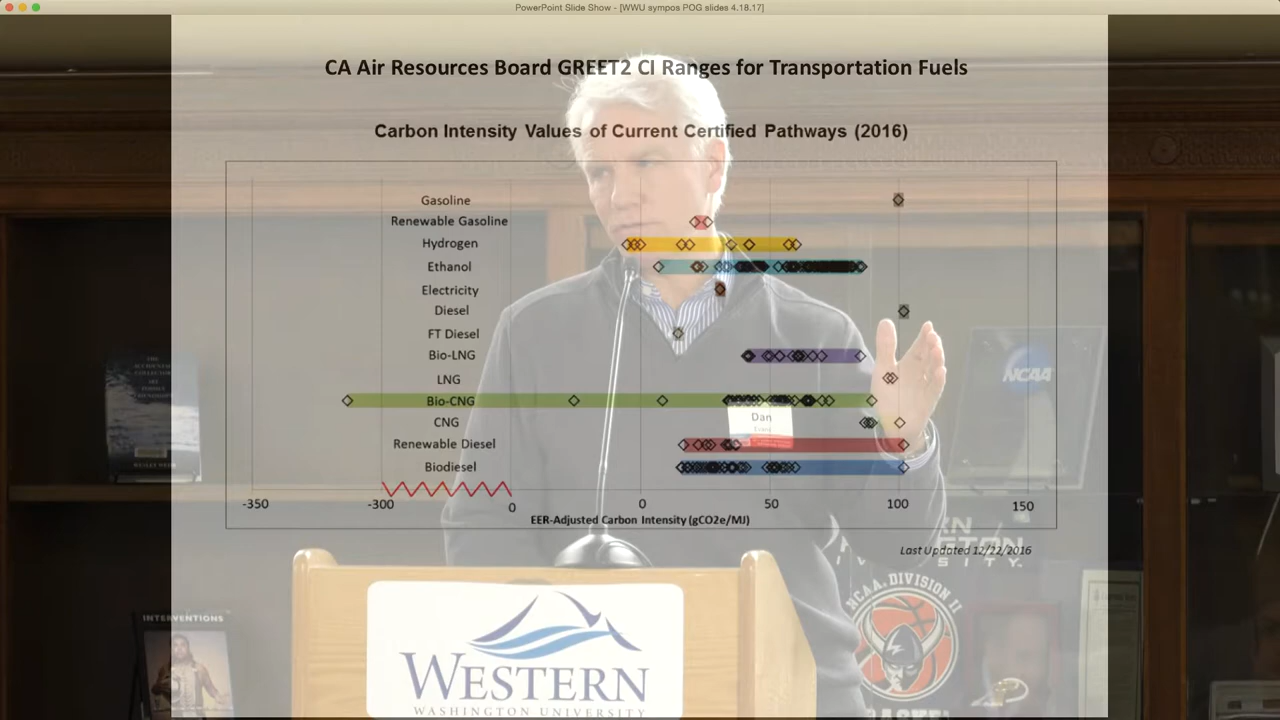 PowerPoint Slide Show - [WWU sympos POG slides 4.18.17]
CA Air Resources Board GREET2 CI Ranges for Transportation Fuels
Carbon Intensity Values of Current Certified Pathways (2016)
Gasoline
Renewable Gasoline
Hydrogen
Ethanol
Electricity
Diesel
FT Diesel
Bio-LNG
LNG
Bio-CNG
CNG
Renewable Diesel
Biodiesel
-350 -300 0 0 50 100 150
EER-Adjusted Carbon Intensity (gCO2e/MJ)
Last Updated 12/22/2016
Dan
NCAA
INTERVENTIONS
NCAA. DIVISION II
WESTERN
WASHINGTON UNIVERSITY